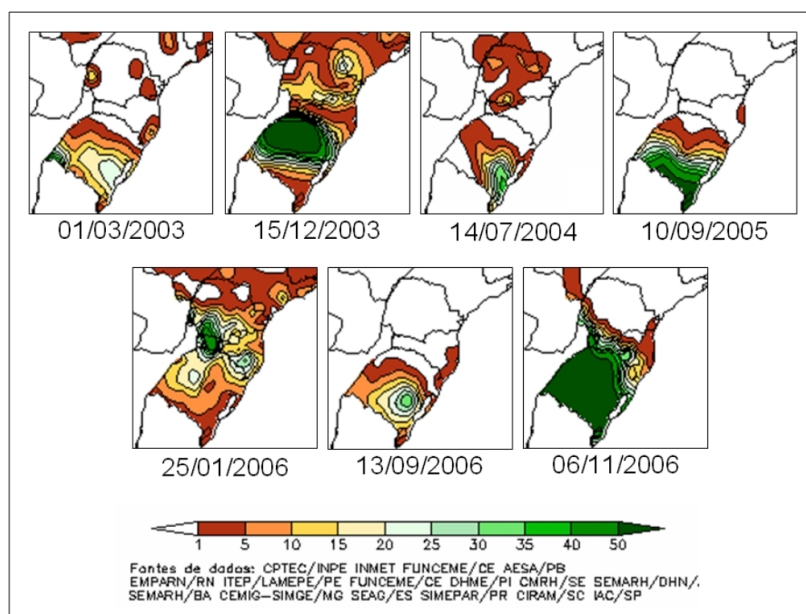 01/03/2003 15/12/2003 14/07/2004 10/09/2005
25/01/2006 13/09/2006 06/11/2006
1 5 10 15 20 25 30 35 40 50
Fontes de dados: CPTEC/INPE INMET FUNCEME/CE AESA/PB
EMPARN/RN ITEP/LAMEPE/PE FUNCEME/CE DHME/PI CMRH/SE SEMARH/DHN/.
SEMARH/BA CEMIG-SIMGE/MG SEAG/ES SIMEPAR/PR CIRAM/SC IAC/SP